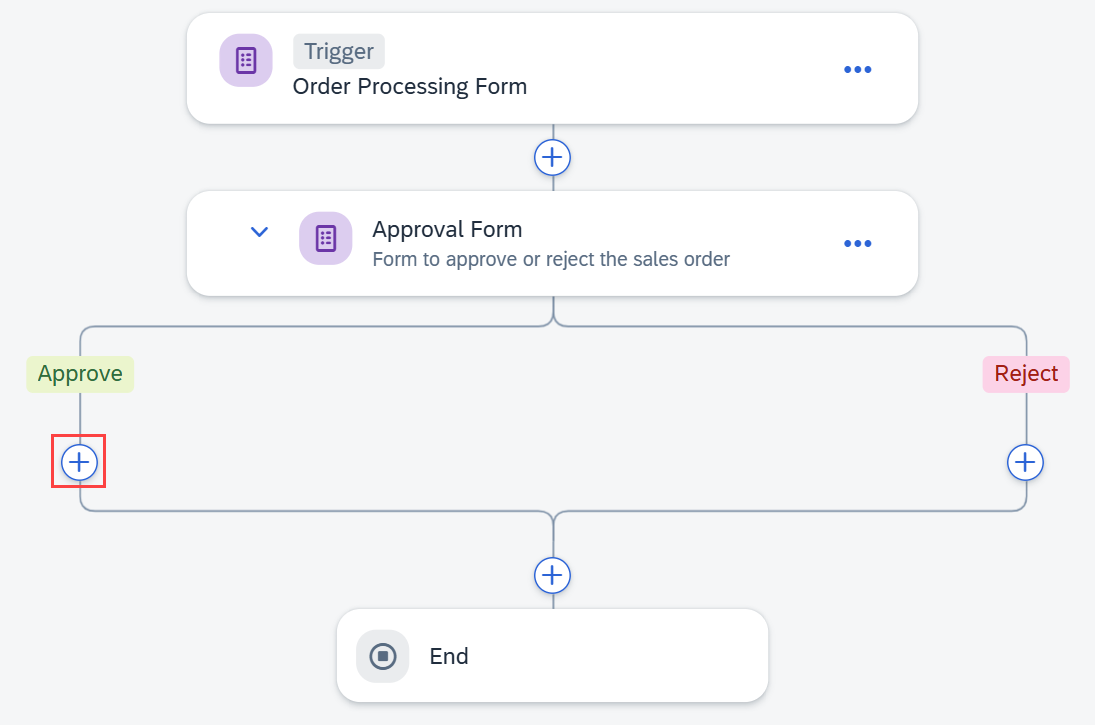 Trigger
Order Processing Form
Approval Form
Form to approve or reject the sales order
Approve
Reject
End